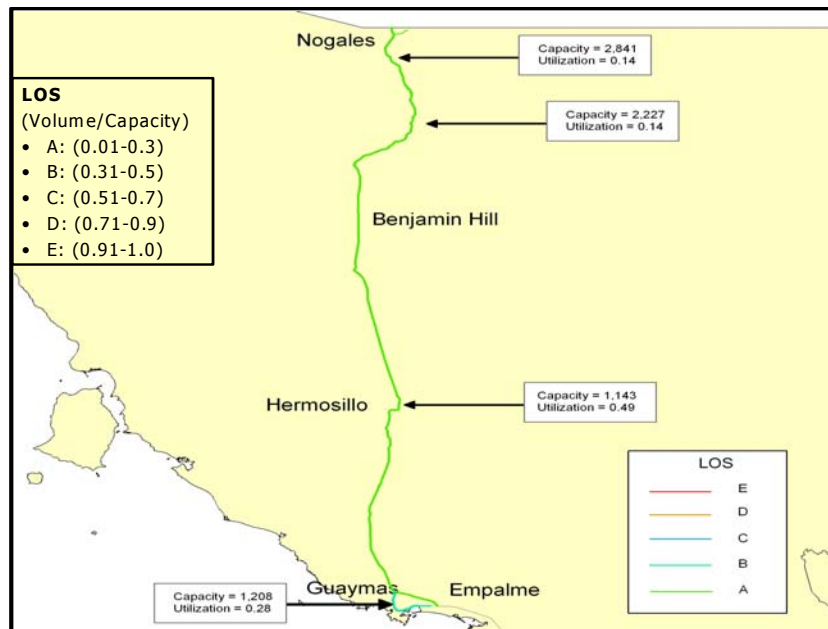 Nogales
Capacity = 2,841
Utilization = 0.14
LOS
(Volume/Capacity)
• A: (0.01-0.3)
• B: (0.31-0.5)
• C: (0.51-0.7)
• D: (0.71-0.9)
• E: (0.91-1.0)
Capacity = 2,227
Utilization = 0.14
Benjamin Hill
Hermosillo
Capacity = 1,143
Utilization = 0.49
LOS
E
D
C
B
A
Guaymas
Empalme
Capacity = 1,208
Utilization = 0.28